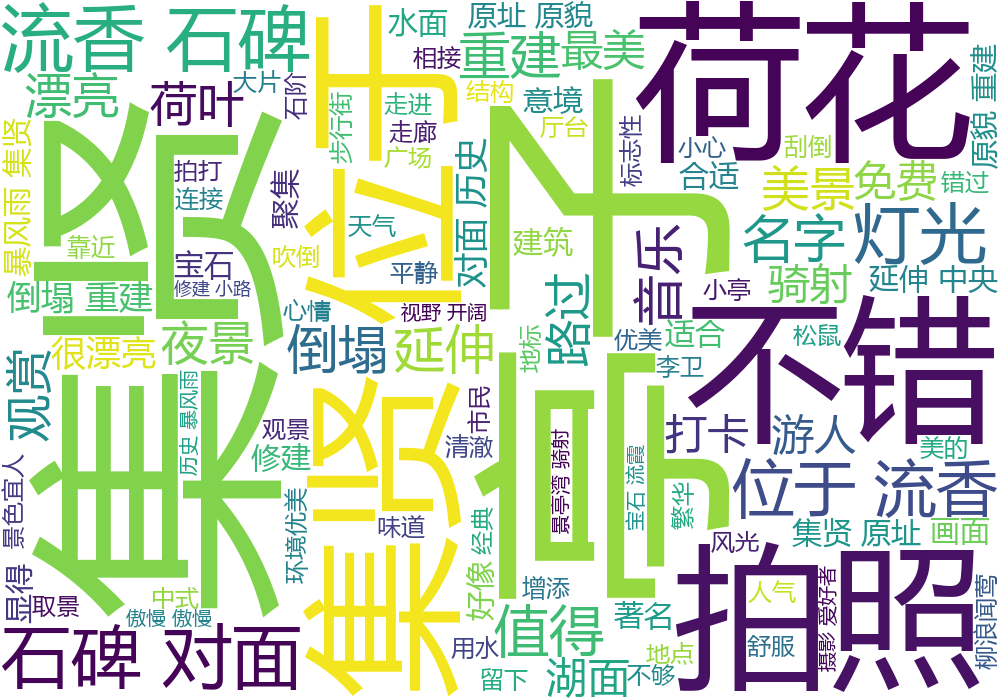 流香 石碑
水面
原址 原貌
荷花
漂亮
荷叶
大片
石阶
位于
相接
重建
最美
原貌 重建
集贤
亭子
步行街
走进
走廊
广场
结构
意境
厅台
标志性
小心
合适
刮倒
美景
免费
错过
暴风雨 集贤
拍打
连接
聚集
靠近
宝石
修建 小路
天气
吹倒
平静
对面 历史
建筑
音乐
名字
灯光
倒塌 重建
心情
视野 开阔
路过
小亭
骑射
延伸 中央
很漂亮
夜景
倒塌
延伸
地标
优美
适合
李卫
松鼠
不错
观赏
历史 暴风雨
集贤
市民
观景
修建
清澈
景亭湾 骑射
宝石 流霞
打卡
游人
美的
景色宜人
环境优美
味道
好像 经典
繁华
位于 流香
集贤 原址
画面
风光
显得
取景
中式
傲慢 傲慢
增添
值得
著名
拍照
摄影 爱好者
人气
柳浪闻莺
石碑 对面
用水
留下
湖面
不够
地点
舒服